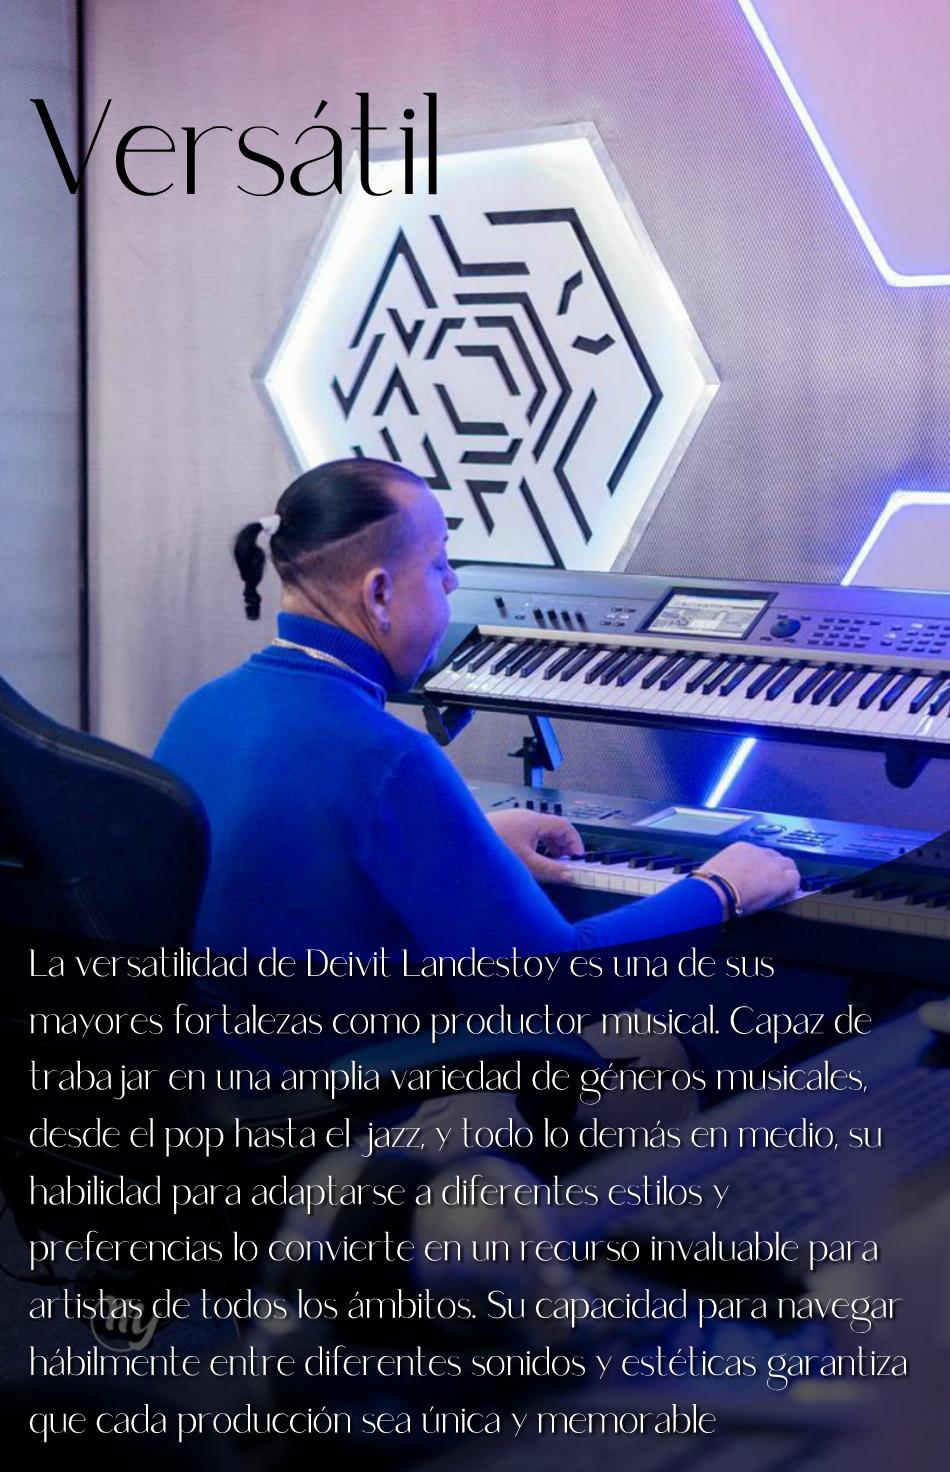 Versátil
La versatilidad de Deivit Landestoy es una de sus
mayores fortalezas como productor musical. Capaz de
trabajar en una amplia variedad de géneros musicales,
desde el pop hasta el jazz, y todo lo demás en medio, su
habilidad para adaptarse a diferentes estilos y
preferencias lo convierte en un recurso invaluable para
artistas de todos los ámbitos. Su capacidad para navegar
hábilmente entre diferentes sonidos y estéticas garantiza
que cada producción sea única y memorable